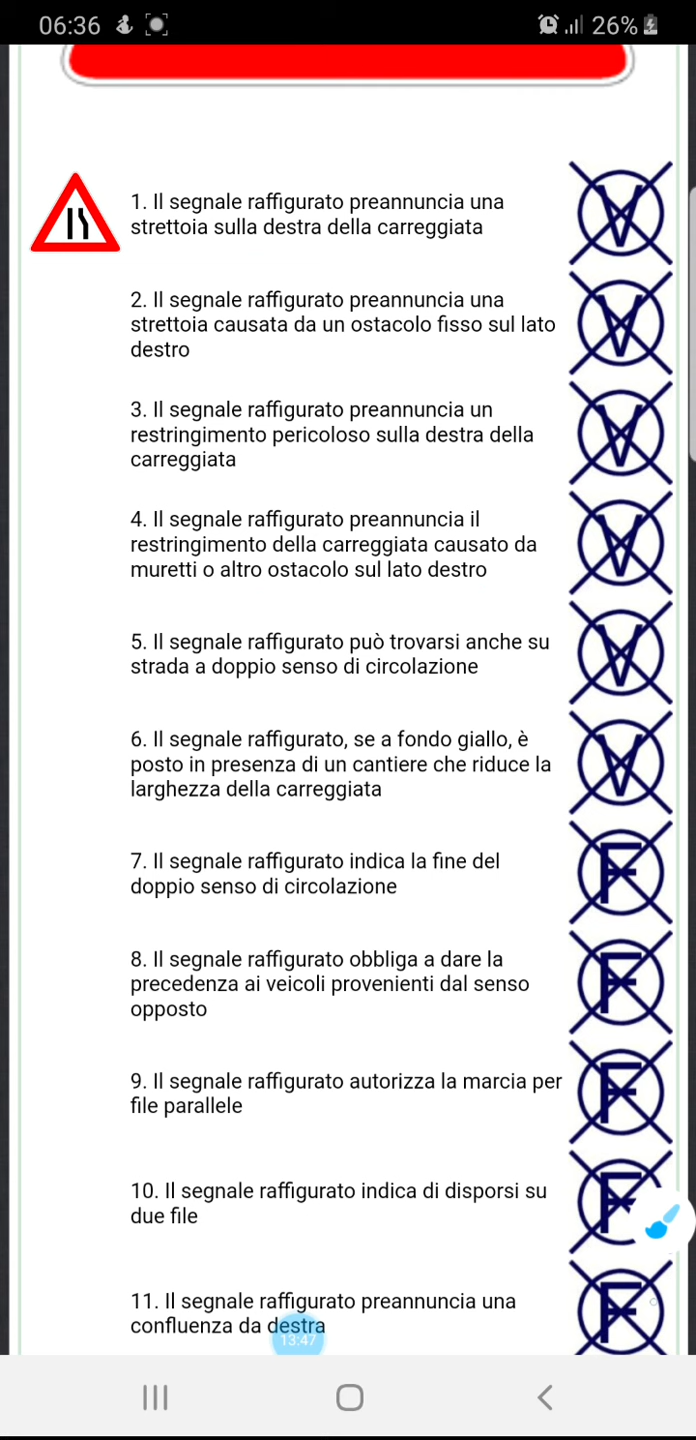 06:36
26%
1. Il segnale raffigurato preannuncia una
strettoia sulla destra della carreggiata
V
2. Il segnale raffigurato preannuncia una
strettoia causata da un ostacolo fisso sul lato
destro
V
3. Il segnale raffigurato preannuncia un
restringimento pericoloso sulla destra della
carreggiata
V
4. Il segnale raffigurato preannuncia il
restringimento della carreggiata causato da
muretti o altro ostacolo sul lato destro
V
5. Il segnale raffigurato può trovarsi anche su
strada a doppio senso di circolazione
V
6. Il segnale raffigurato, se a fondo giallo, è
posto in presenza di un cantiere che riduce la
larghezza della carreggiata
V
7. Il segnale raffigurato indica la fine del
doppio senso di circolazione
F
8. Il segnale raffigurato obbliga a dare la
precedenza ai veicoli provenienti dal senso
opposto
F
9. Il segnale raffigurato autorizza la marcia per
file parallele
F
10. Il segnale raffigurato indica di disporsi su
due file
F
11. Il segnale raffigurato preannuncia una
confluenza da destra
F
13:47